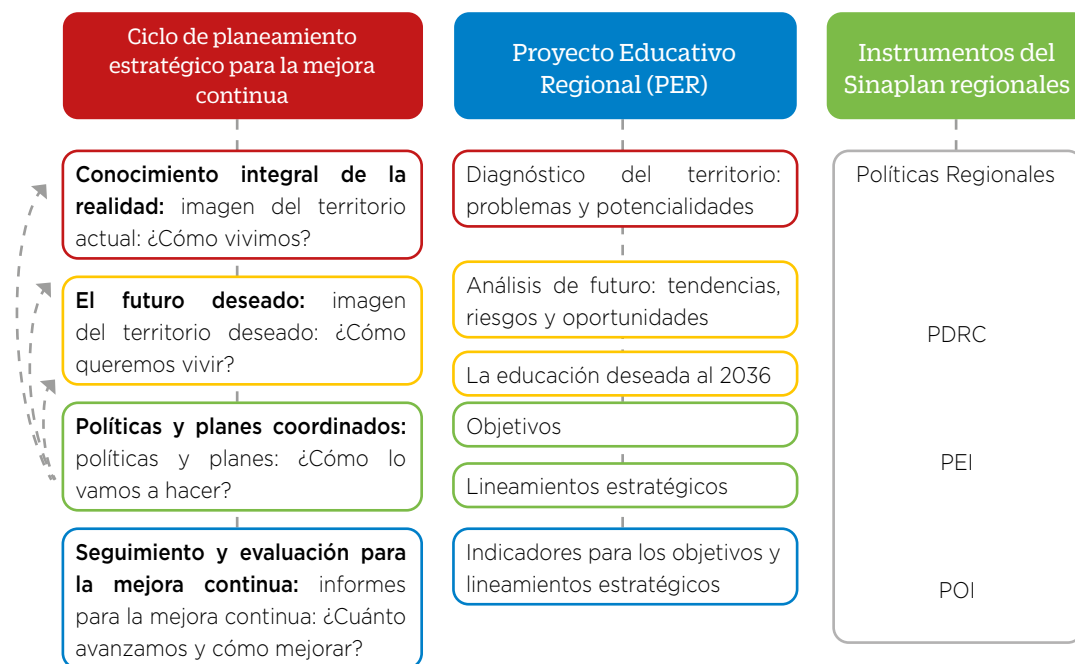 Ciclo de planeamiento
estratégico para la mejora
continua
Conocimiento integral de la
realidad: imagen del territorio
actual: ¿Cómo vivimos?
El futuro deseado: imagen
del territorio deseado: ¿Cómo
queremos vivir?
Políticas y planes coordinados:
políticas y planes: ¿Cómo lo
vamos a hacer?
Seguimiento y evaluación para
la mejora continua: informes
para la mejora continua: ¿Cuánto
avanzamos y cómo mejorar?
Proyecto Educativo
Regional (PER)
Diagnóstico del territorio:
problemas y potencialidades
Análisis de futuro: tendencias,
riesgos y oportunidades
La educación deseada al 2036
Objetivos
Lineamientos estratégicos
Indicadores para los objetivos y
lineamientos estratégicos
Instrumentos del
Sinaplan regionales
Políticas Regionales
PDRC
PEI
POI